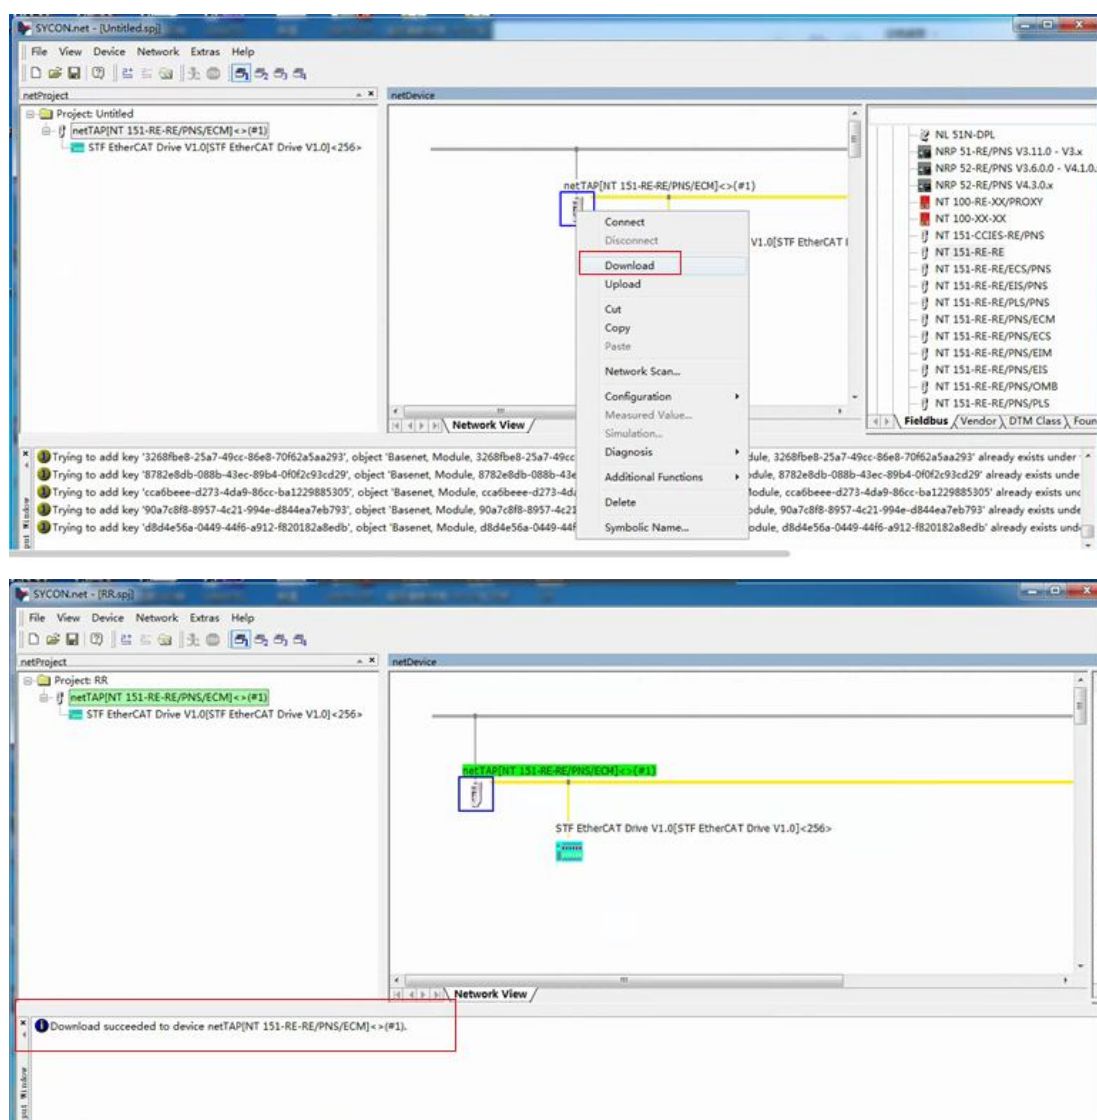 SYCON.net - [Untitled.spj]
File View Device Network Extras Help
netProject
netDevice
Project: Untitled
netTAP[NT 151-RE-RE/PNS/ECM]<>(#1)
STF EtherCAT Drive V1.0[STF EtherCAT Drive V1.0]<256>
netTAP[NT 151-RE-RE/PNS/ECM]<>(#1)
V1.0[STF EtherCAT
Connect
Disconnect
Download
Upload
Cut
Copy
Paste
Network Scan...
Configuration
Measured Value...
Simulation...
Diagnosis
Additional Functions
Delete
Symbolic Name...
NL 51N-DPL
NRP 51-RE/PNS V3.11.0 - V3.x
NRP 52-RE/PNS V3.6.0.0 - V4.1.0.
NRP 52-RE/PNS V4.3.0.x
NT 100-RE-XX/PROXY
NT 100-XX-XX
NT 151-CCIES-RE/PNS
NT 151-RE-RE
NT 151-RE-RE/ECS/PNS
NT 151-RE-RE/EIS/PNS
NT 151-RE-RE/PLS/PNS
NT 151-RE-RE/PNS/ECM
NT 151-RE-RE/PNS/ECS
NT 151-RE-RE/PNS/EIM
NT 151-RE-RE/PNS/EIS
NT 151-RE-RE/PNS/OMB
NT 151-RE-RE/PNS/PLS
Network View
Fieldbus Vendor DTM Class Foun
Trying to add key '3268fbe8-25a7-49cc-86e8-70f62a5aa293', object 'Basenet, Module, 3268fbe8-25a7-49cc dule, 3268fbe8-25a7-49cc-86e8-70f62a5aa293' already exists under
Trying to add key '8782e8db-088b-43ec-89b4-0f0f2c93cd29', object 'Basenet, Module, 8782e8db-088b-43e dule, 8782e8db-088b-43ec-89b4-0f0f2c93cd29' already exists unde
Trying to add key 'cca6beee-d273-4da9-86cc-ba1229885305', object 'Basenet, Module, cca6beee-d273-4d odule, cca6beee-d273-4da9-86cc-ba1229885305' already exists und
Trying to add key '90a7c8f8-8957-4c21-994e-d844ea7eb793', object 'Basenet, Module, 90a7c8f8-8957-4c21 odule, 90a7c8f8-8957-4c21-994e-d844ea7eb793' already exists unde
Trying to add key 'd8d4e56a-0449-44f6-a912-f820182a8edb', object 'Basenet, Module, d8d4e56a-0449-44f odule, d8d4e56a-0449-44f6-a912-f820182a8edb' already exists und
put Window
SYCON.net - [RR.spj]
File View Device Network Extras Help
netProject
netDevice
Project: RR
netTAP[NT 151-RE-RE/PNS/ECM]<>(#1)
STF EtherCAT Drive V1.0[STF EtherCAT Drive V1.0]<256>
netTAP[NT 151-RE-RE/PNS/ECM]<>(#1)
STF EtherCAT Drive V1.0[STF EtherCAT Drive V1.0]<256>
Network View
Download succeeded to device netTAP[NT 151-RE-RE/PNS/ECM]<>(#1).
put Window